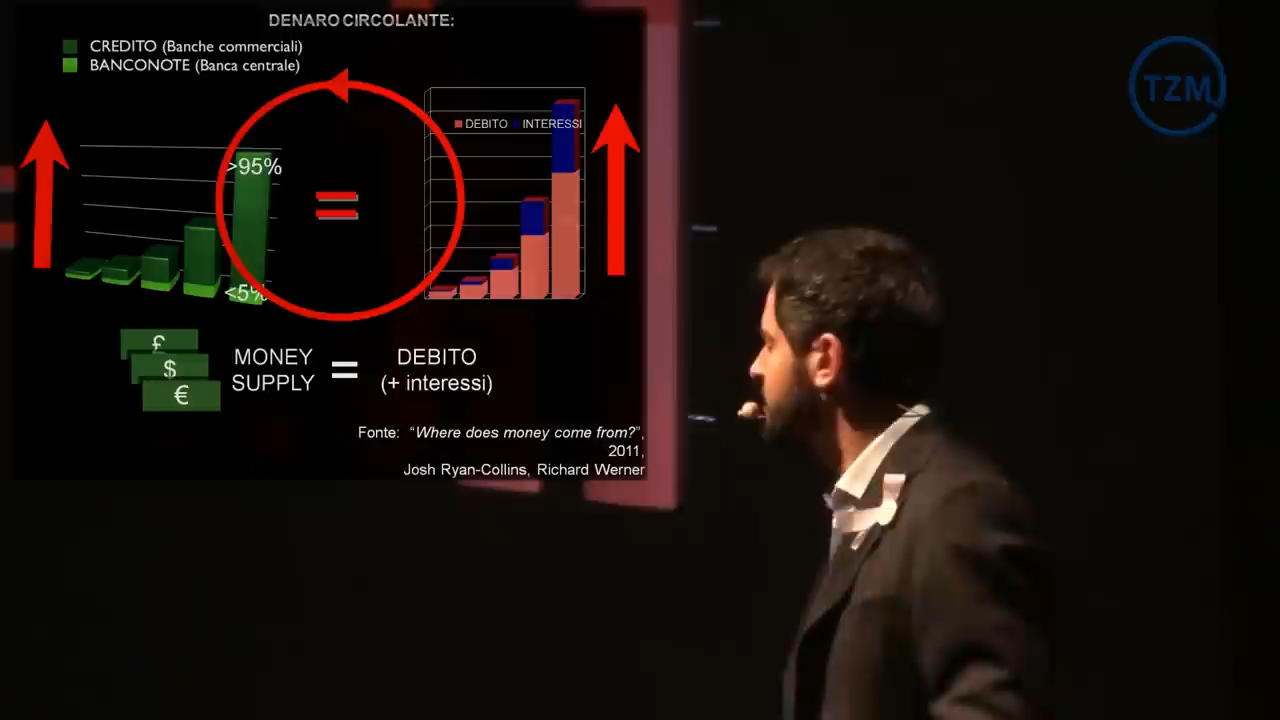 DENARO CIRCOLANTE:
CREDITO (Banche commerciali)
BANCONOTE (Banca centrale)
TZM
DEBITO INTERESSI
>95%
=
<5%
£
$
€
MONEY
SUPPLY
=
DEBITO
(+ interessi)
Fonte: “Where does money come from?”,
2011,
Josh Ryan-Collins, Richard Werner